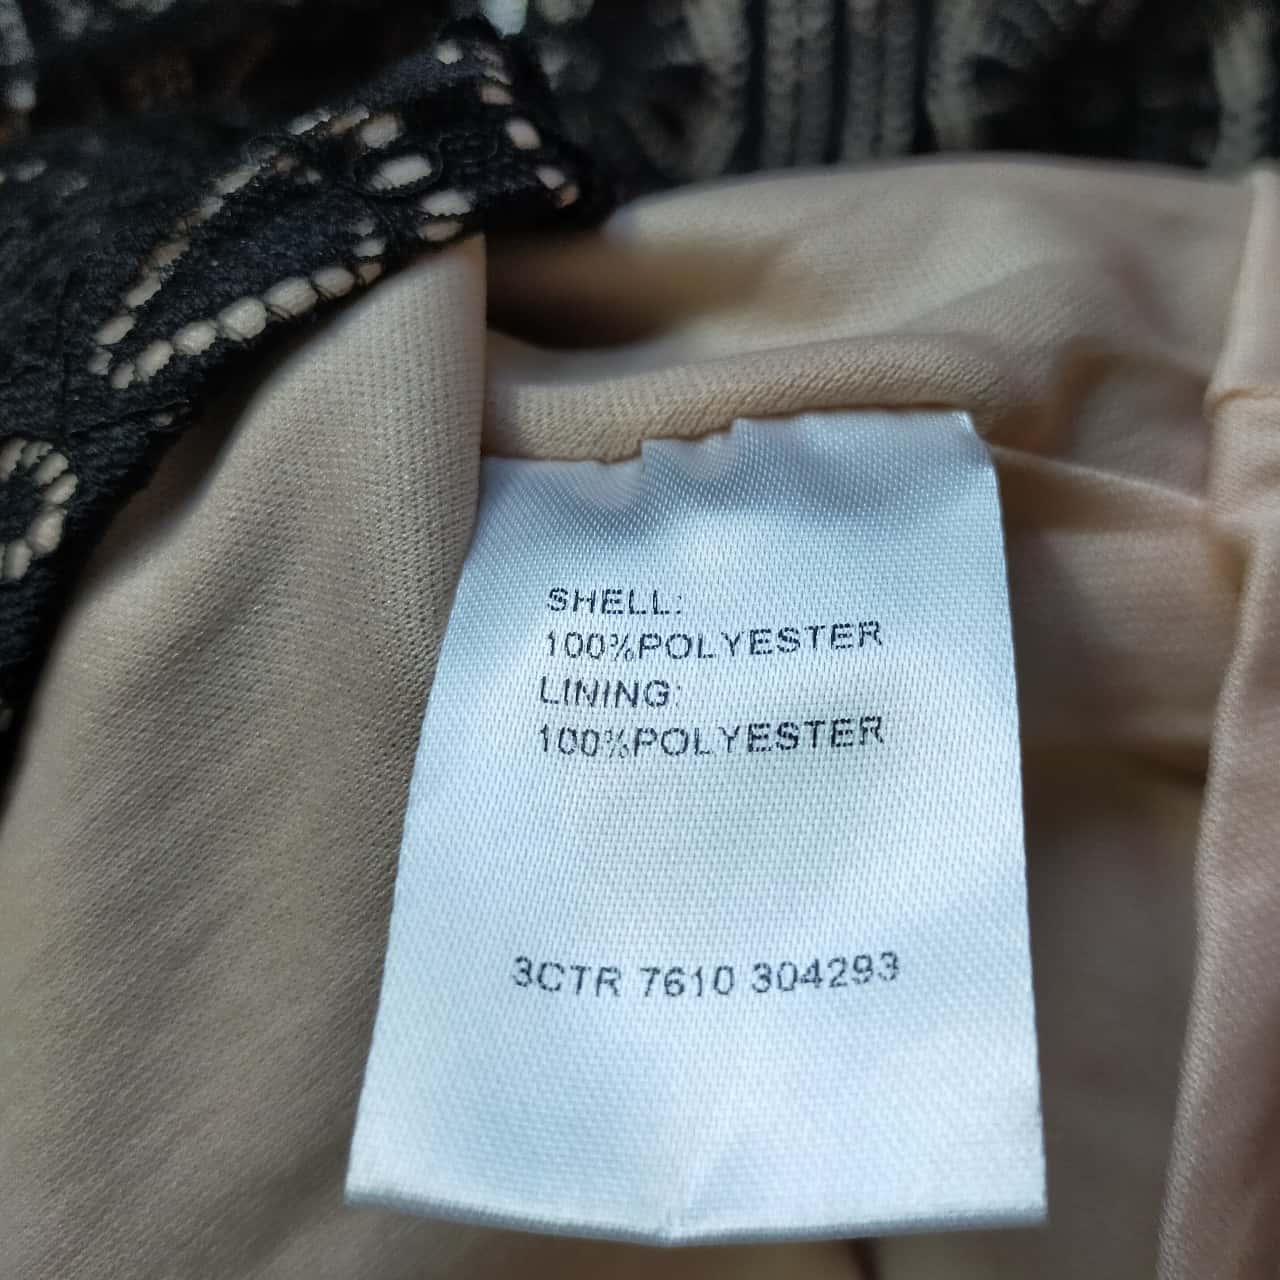 SHELL:
100%POLYESTER
LINING:
100%POLYESTER
3CTR 7610 304293